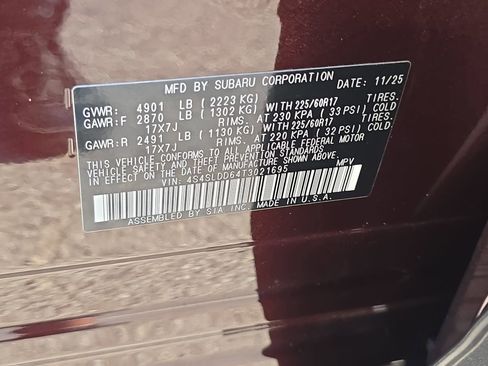 MFD BY SUBARU CORPORATION DATE: 11/25
GVWR: 4901 LB ( 2223 KG)
GAWR:F 2870 LB ( 1302 KG) WITH 225/60R17 TIRES.
17X7J RIMS. AT 230 KPA ( 33 PSI) COLD
GAWR:R 2491 LB ( 1130 KG) WITH 225/60R17 TIRES.
17X7J RIMS. AT 220 KPA ( 32 PSI) COLD
THIS VEHICLE CONFORMS TO ALL APPLICABLE FEDERAL MOTOR
VEHICLE SAFETY AND THEFT PREVENTION STANDARDS
IN EFFECT ON THE DATE OF MANUFACTURE SHOWN ABOVE.
VIN: 4S4SLDD64T3021695 MPV
ASSEMBLED BY SIA INC. MADE IN U.S.A.